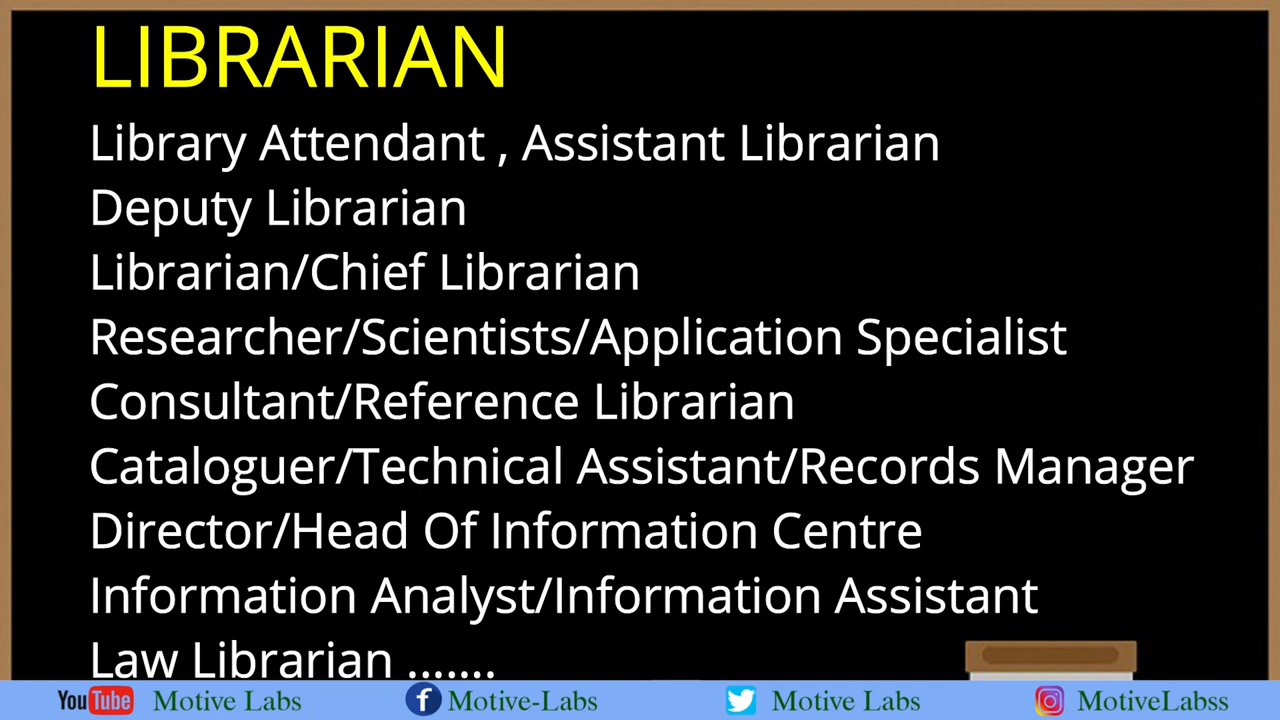 LIBRARIAN
Library Attendant , Assistant Librarian
Deputy Librarian
Librarian/Chief Librarian
Researcher/Scientists/Application Specialist
Consultant/Reference Librarian
Cataloguer/Technical Assistant/Records Manager
Director/Head Of Information Centre
Information Analyst/Information Assistant
Law Librarian .......
YouTube Motive Labs f Motive-Labs Motive Labs MotiveLabss